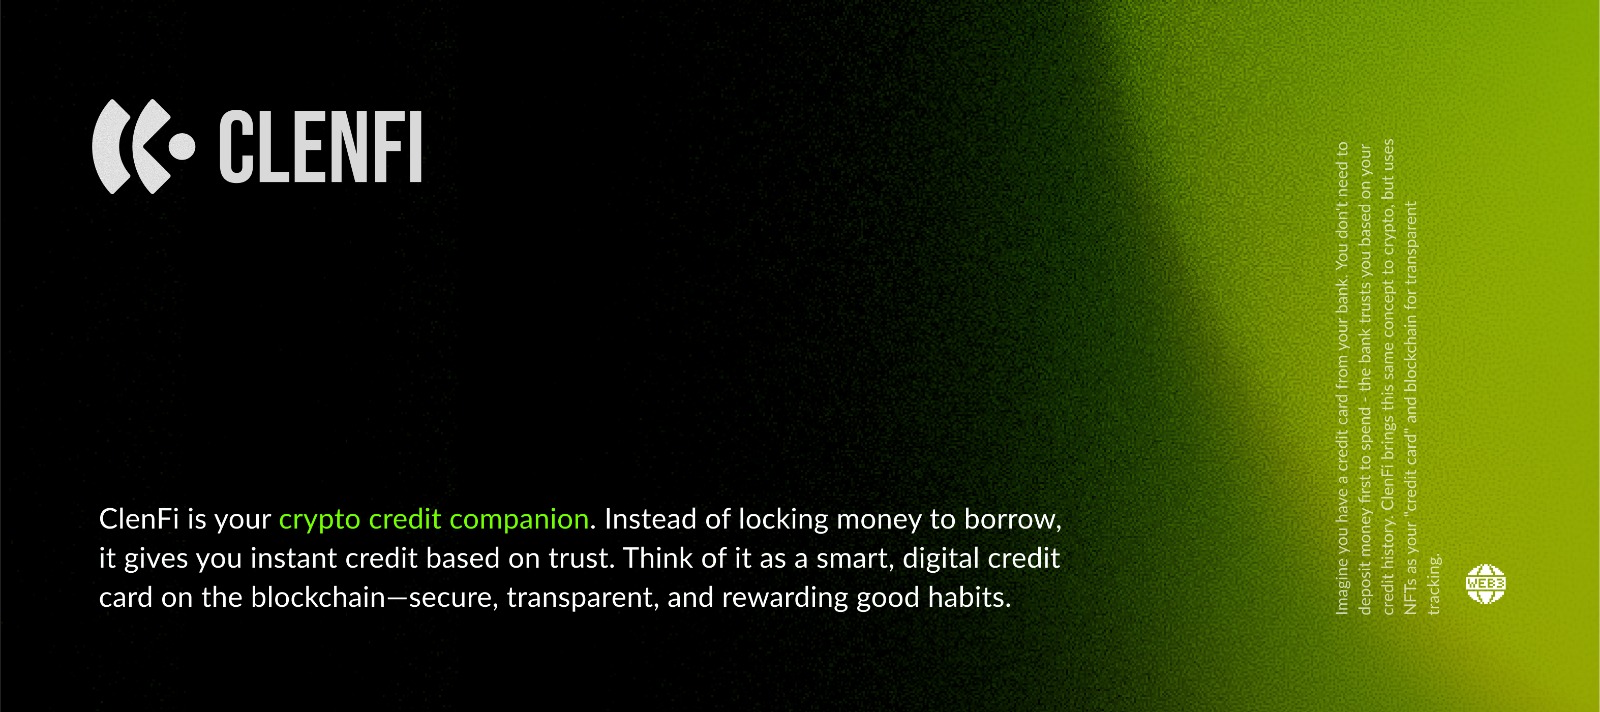 CLENFI
ClenFi is your crypto credit companion. Instead of locking money to borrow,
it gives you instant credit based on trust. Think of it as a smart, digital credit
card on the blockchain—secure, transparent, and rewarding good habits.
Imagine you have a credit card from your bank. You don't need to
deposit money first to spend - the bank trusts you based on your
credit history. ClenFi brings this same concept to crypto, but uses
NFTs as your "credit card" and blockchain for transparent
tracking.
WEB3